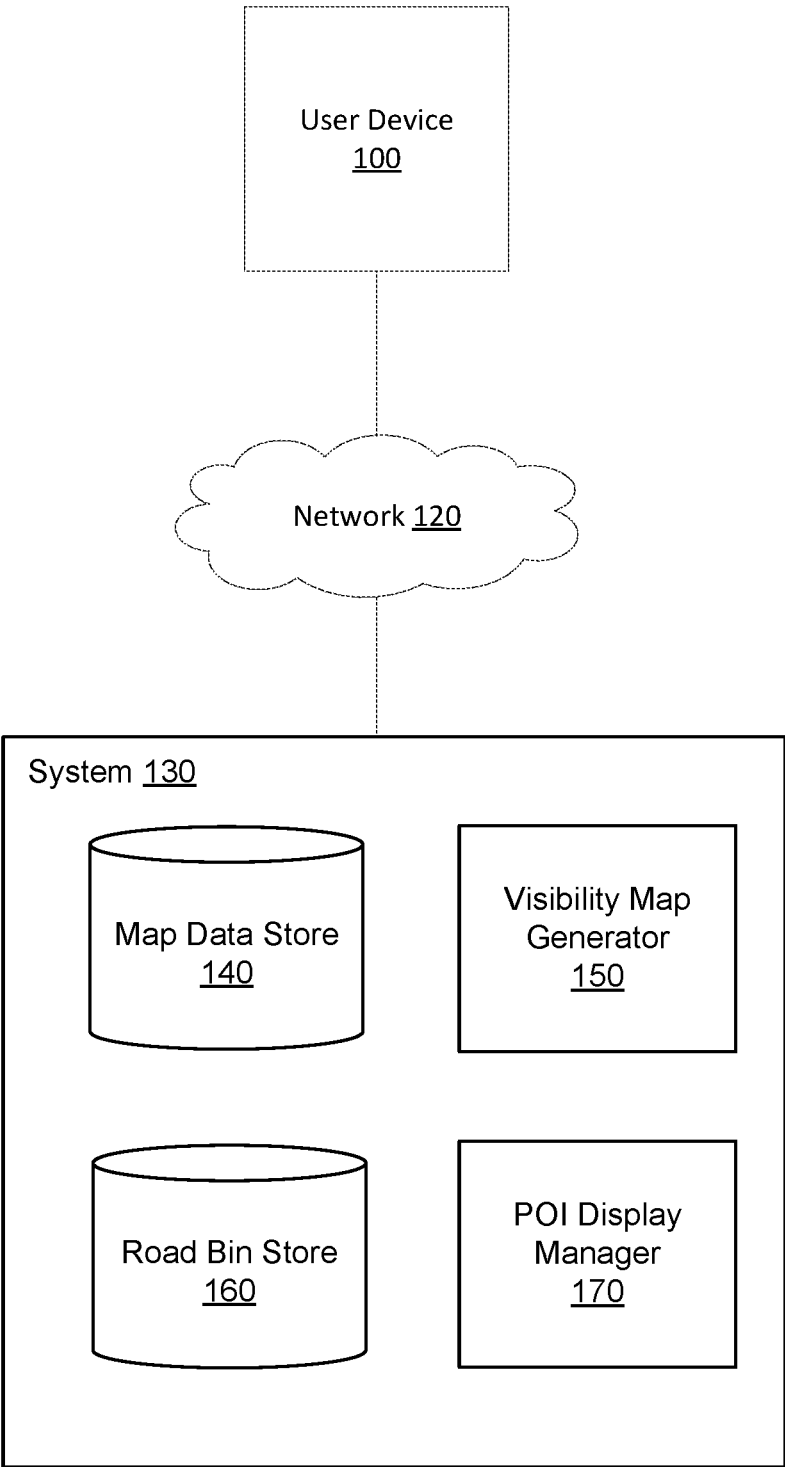 User Device
100
Network 120
System 130
Map Data Store
140
Visibility Map
Generator
150
Road Bin Store
160
POI Display
Manager
170